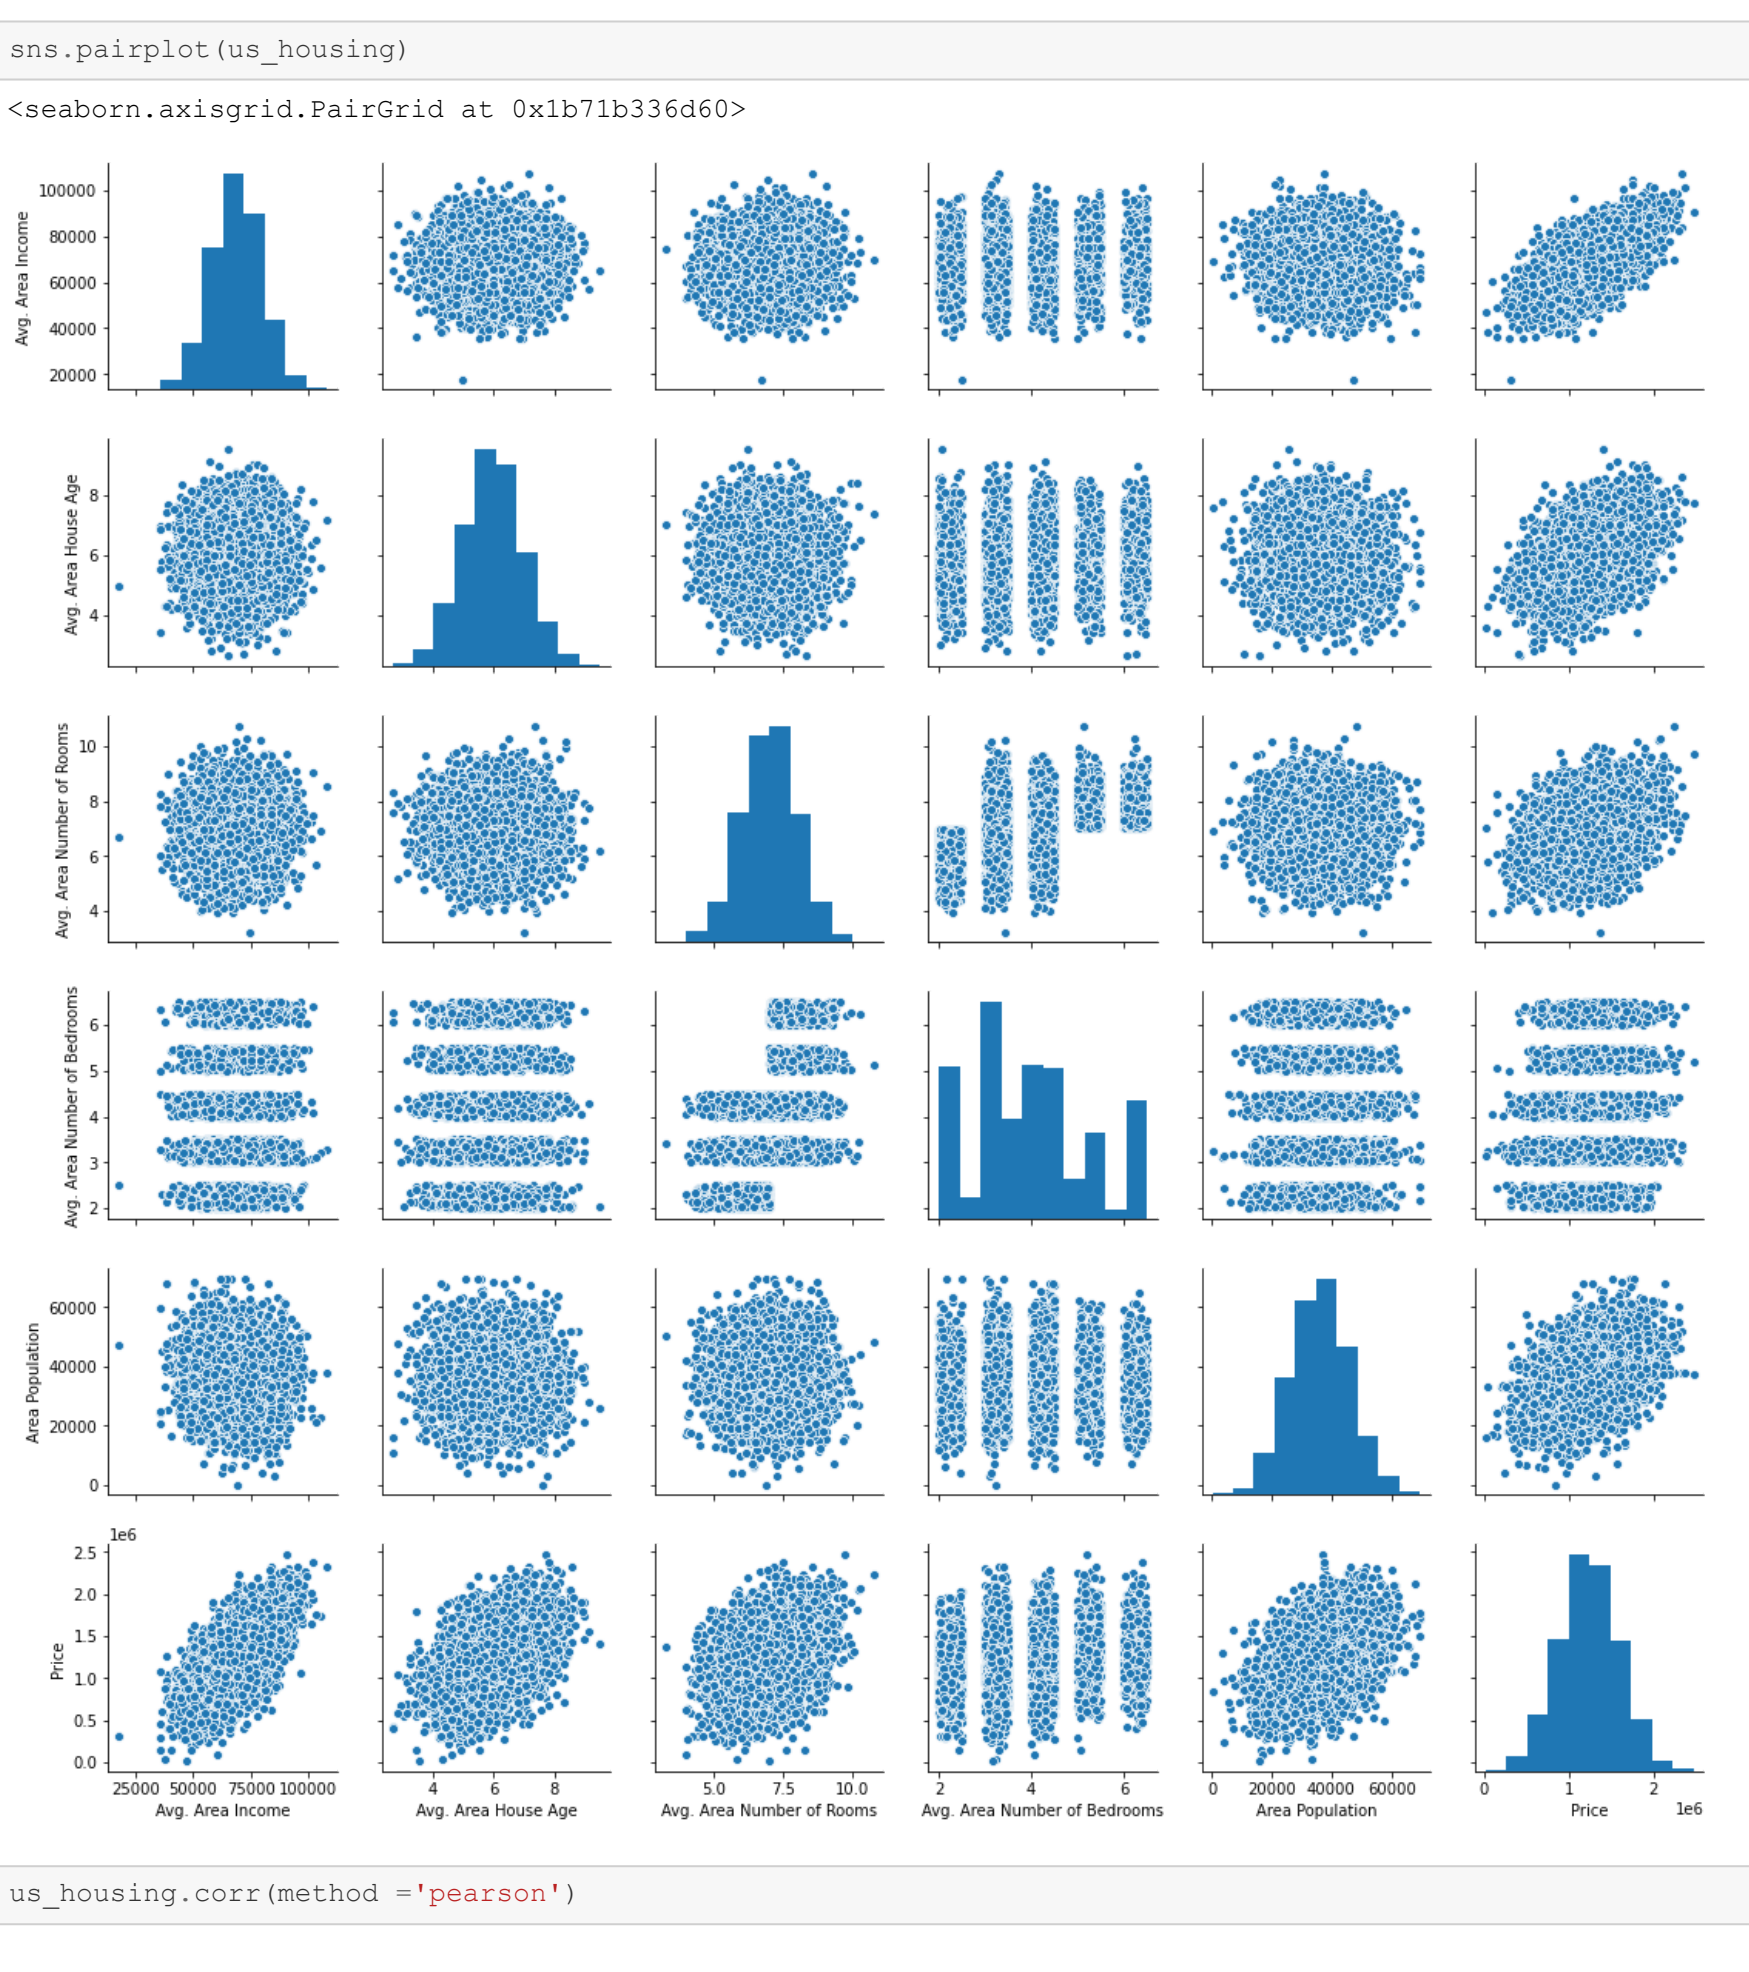 sns.pairplot(us_housing)
<seaborn.axisgrid.PairGrid at 0x1b71b336d60>
100000
80000
60000
40000
20000
Avg. Area Income
8
6
4
Avg. Area House Age
10
8
6
4
Avg. Area Number of Rooms
6
5
4
3
2
Avg. Area Number of Bedrooms
60000
40000
20000
0
Area Population
1e6
2.5
2.0
1.5
1.0
0.5
0.0
Price
25000 50000 75000 100000
Avg. Area Income
4 6 8
Avg. Area House Age
5.0 7.5 10.0
Avg. Area Number of Rooms
2 4 6
Avg. Area Number of Bedrooms
0 20000 40000 60000
Area Population
0 1 2
Price
1e6
us_housing.corr(method ='pearson')